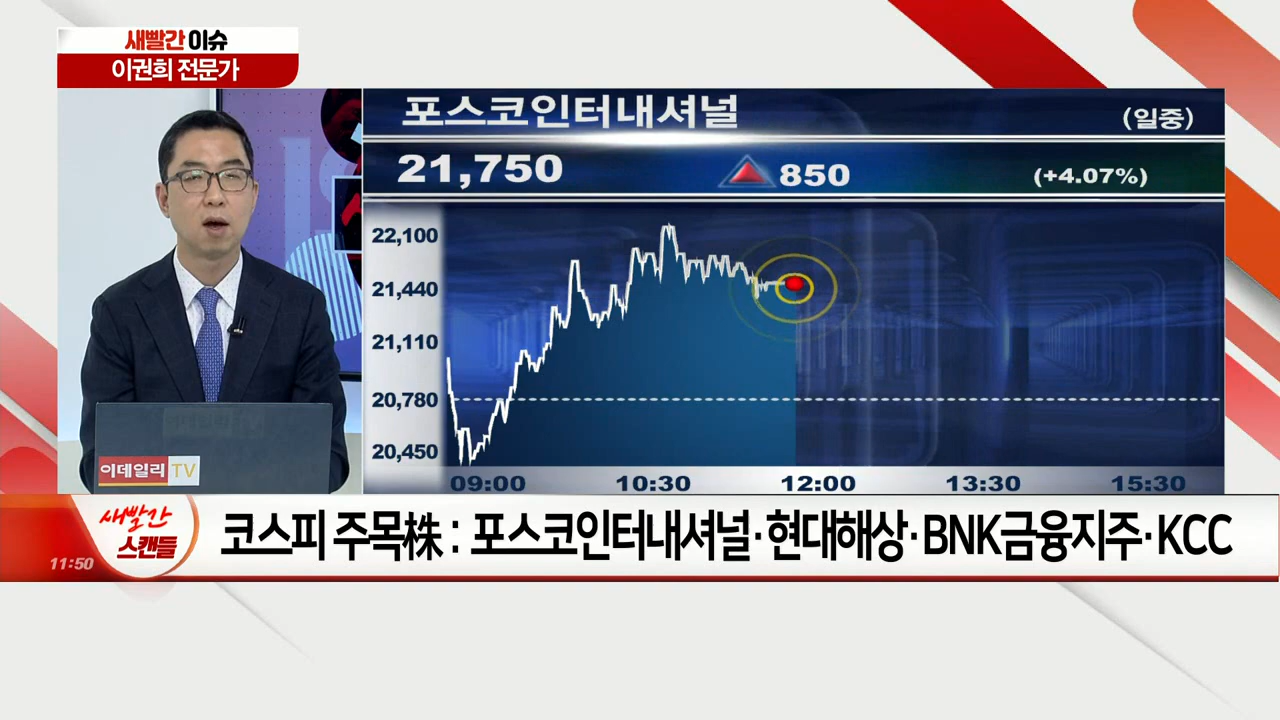 새빨간 이슈
이권희 전문가
포스코인터내셔널
(일중)
21,750
850
(+4.07%)
22,100
21,440
21,110
20,780
20,450
09:00
10:30
12:00
13:30
15:30
이데일리 TV
새빨간
스캔들
11:50
코스피 주목株 : 포스코인터내셔널·현대해상·BNK금융지주·KCC